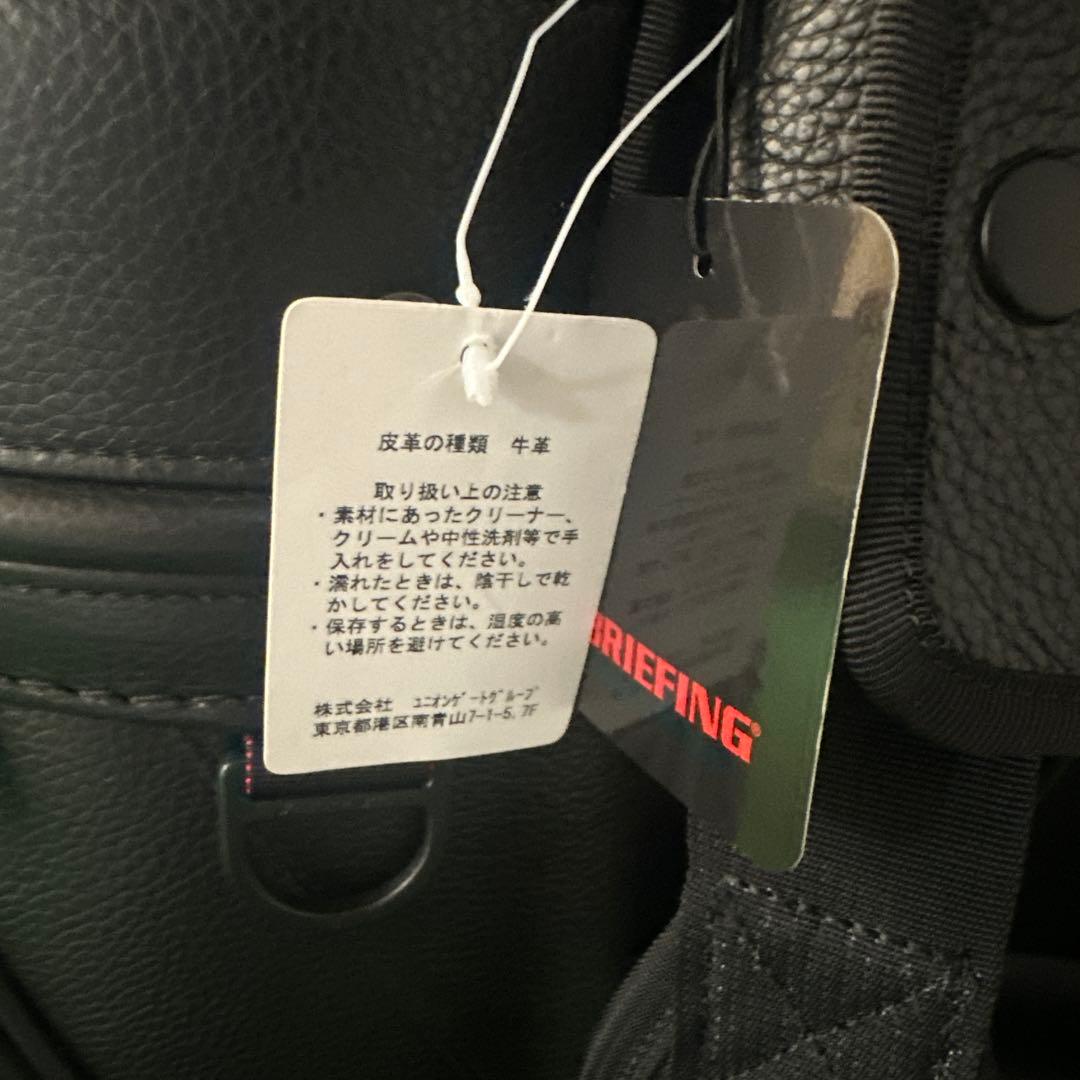 皮革の種類 牛革
取り扱い上の注意
・素材にあったクリーナー、
クリームや中性洗剤等で手
入れをしてください。
・濡れたときは、陰干しで乾
かしてください。
・保存するときは、湿度の高
い場所を避けてください。
株式会社 ﾕﾆｵﾝｹﾞｰﾄｸﾞﾙｰﾌﾟ
東京都港区南青山7-1-5,7F
BRIEFING®